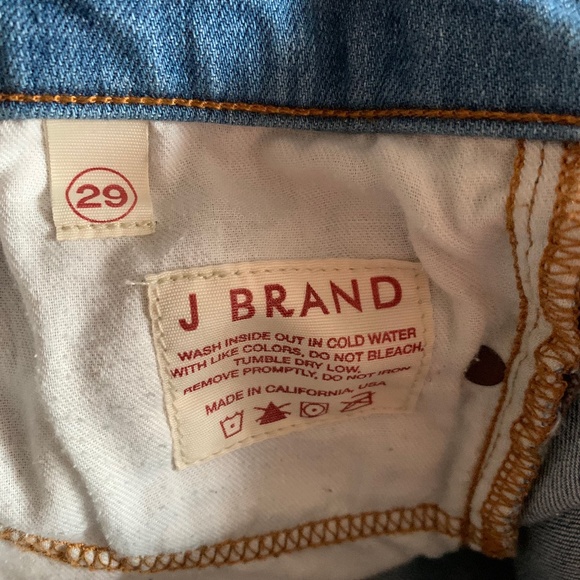 29
J BRAND
WASH INSIDE OUT IN COLD WATER
WITH LIKE COLORS, DO NOT BLEACH.
TUMBLE DRY LOW.
REMOVE PROMPTLY, DO NOT IRON
MADE IN CALIFORNIA, USA